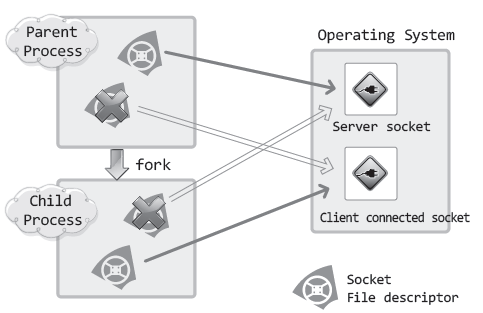 Parent
Process
Operating System
Server socket
fork
Child
Process
Client connected socket
Socket
File descriptor